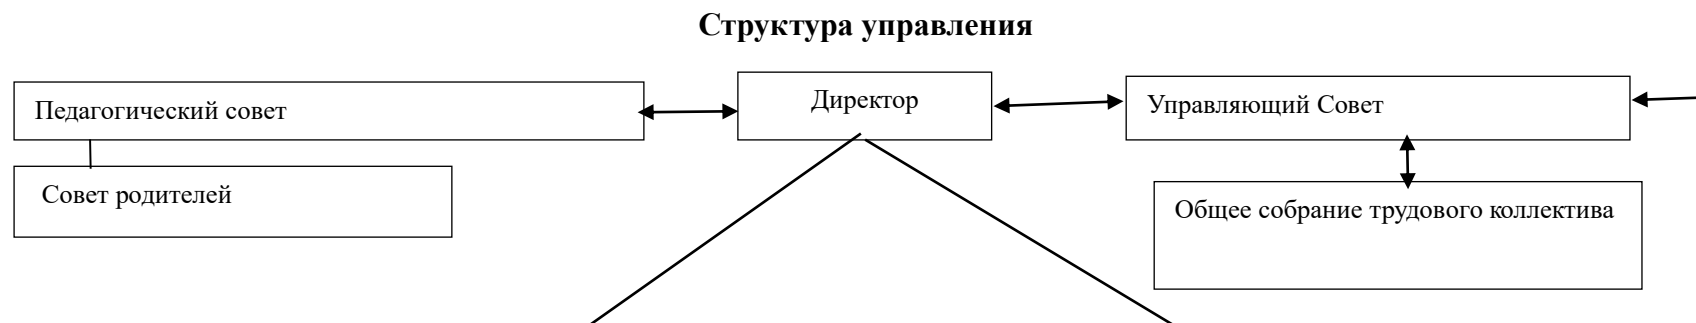 Структура управления
Педагогический совет
Директор
Управляющий Совет
Совет родителей
Общее собрание трудового коллектива